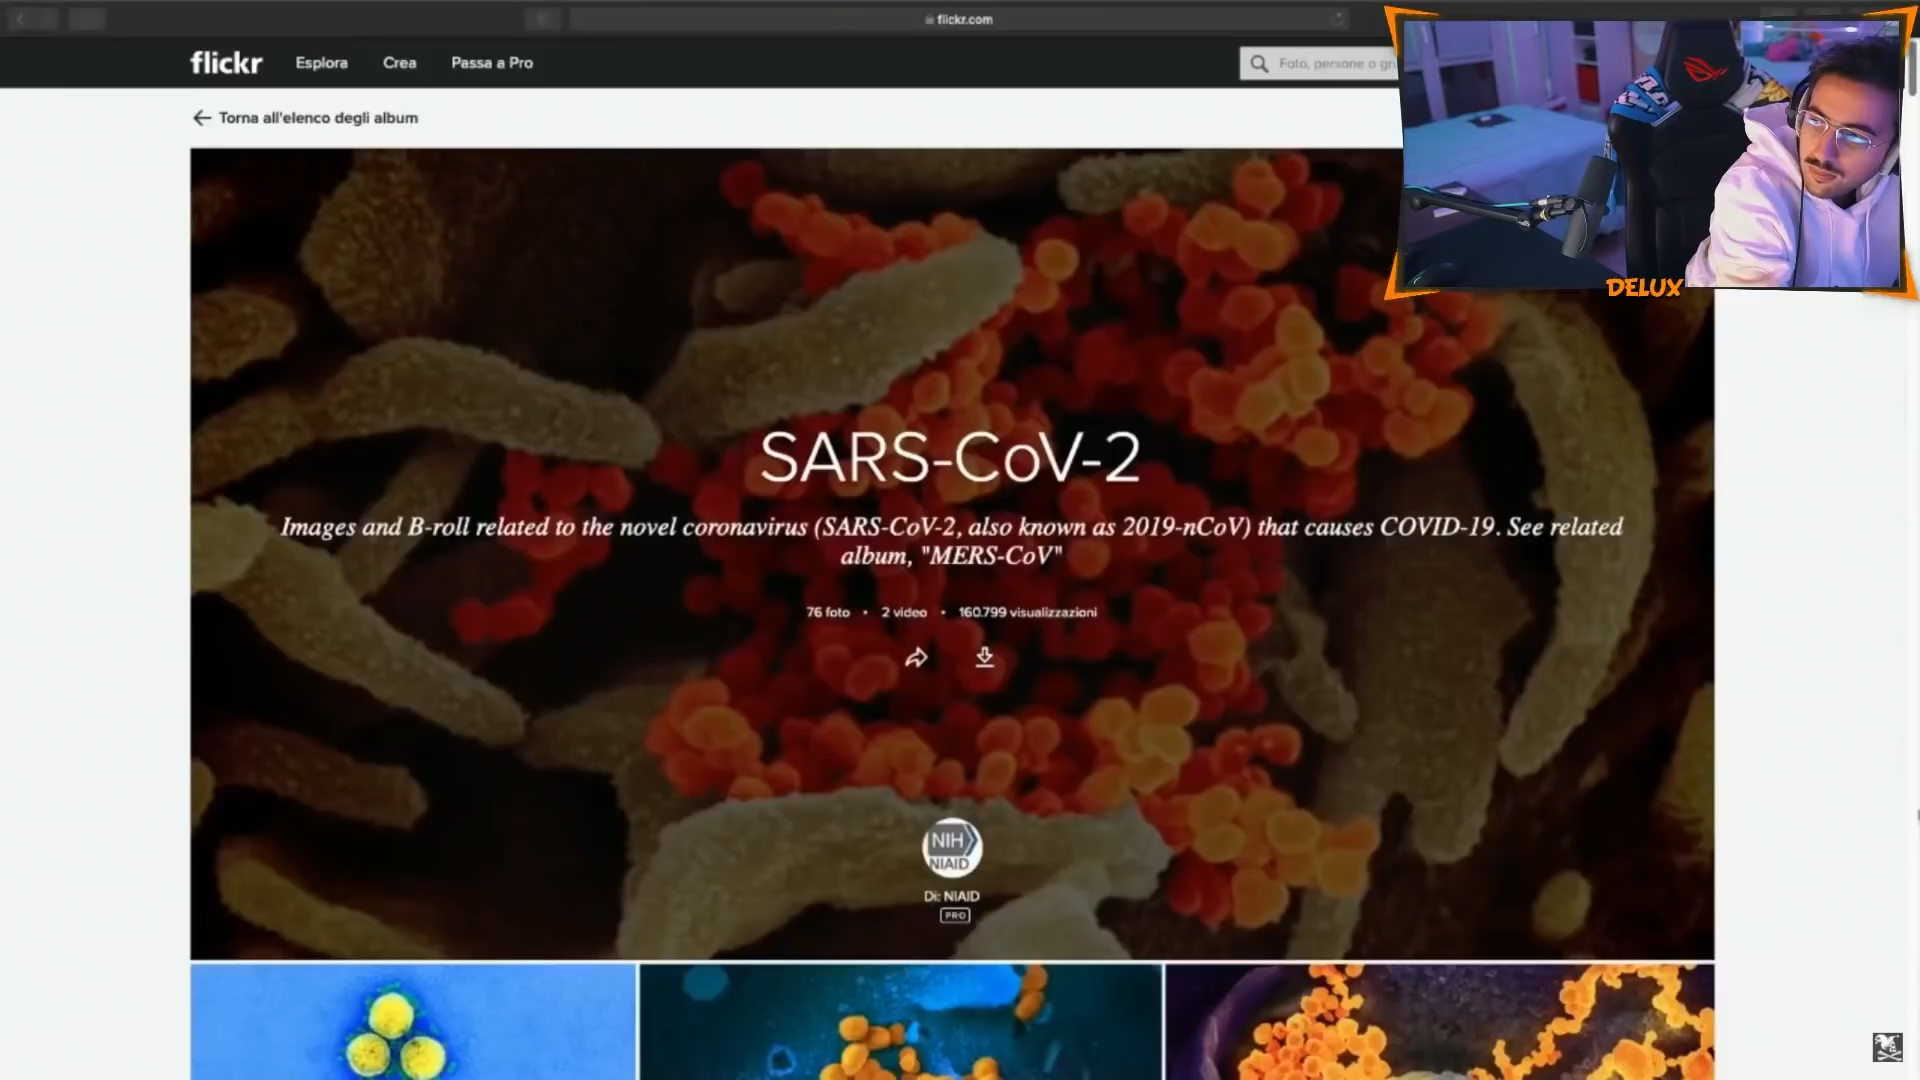 flickr.com
flickr
Esplora
Crea
Passa a Pro
Foto, persone o gr
Torna all'elenco degli album
DELUX
SARS-CoV-2
Images and B-roll related to the novel coronavirus (SARS-CoV-2, also known as 2019-nCoV) that causes COVID-19. See related
album, "MERS-CoV"
76 foto • 2 video • 160.799 visualizzazioni
NIH
NIAID
Di: NIAID
PRO